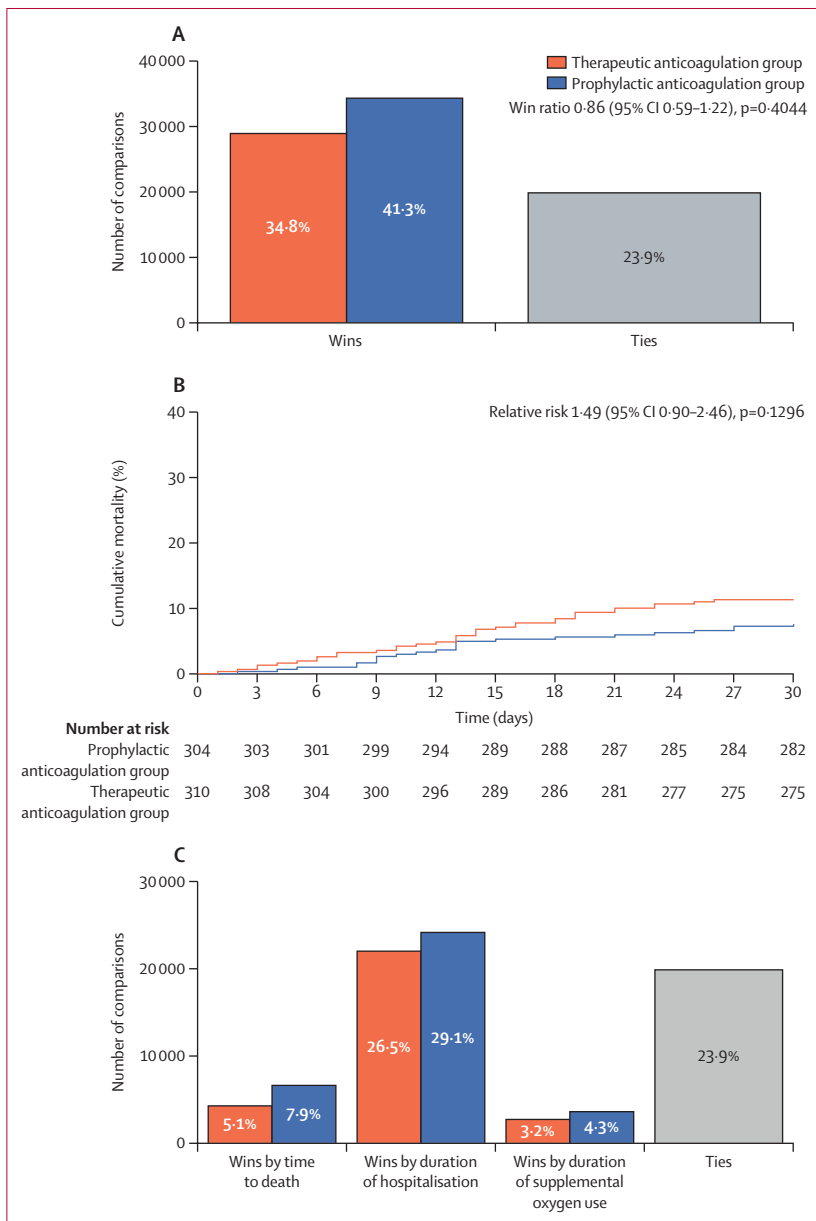 A
40 000
30 000
20 000
10 000
0
Number of comparisons
Therapeutic anticoagulation group
Prophylactic anticoagulation group
Win ratio 0·86 (95% CI 0·59–1·22), p=0·4044
34·8%
41·3%
23·9%
Wins
Ties
B
40
30
20
10
0
Cumulative mortality (%)
Relative risk 1·49 (95% CI 0·90–2·46), p=0·1296
0 3 6 9 12 15 18 21 24 27 30
Time (days)
Number at risk
Prophylactic 304 303 301 299 294 289 288 287 285 284 282
anticoagulation group
Therapeutic 310 308 304 300 296 289 286 281 277 275 275
anticoagulation group
C
30 000
20 000
10 000
0
Number of comparisons
5·1%
7·9%
26·5%
29·1%
3·2%
4·3%
23·9%
Wins by time
to death
Wins by duration
of hospitalisation
Wins by duration
of supplemental
oxygen use
Ties